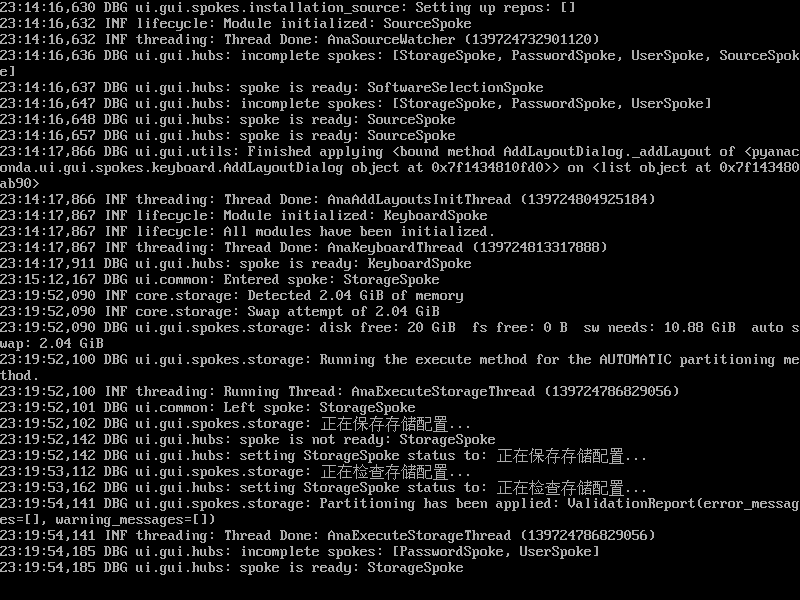 23:14:16,630 DBG ui.gui.spokes.installation_source: Setting up repos: []
23:14:16,632 INF lifecycle: Module initialized: SourceSpoke
23:14:16,632 INF threading: Thread Done: AnaSourceWatcher (139724732901120)
23:14:16,636 DBG ui.gui.hubs: incomplete spokes: [StorageSpoke, PasswordSpoke, UserSpoke, SourceSpok
e]
23:14:16,637 DBG ui.gui.hubs: spoke is ready: SoftwareSelectionSpoke
23:14:16,647 DBG ui.gui.hubs: incomplete spokes: [StorageSpoke, PasswordSpoke, UserSpoke]
23:14:16,648 DBG ui.gui.hubs: spoke is ready: SourceSpoke
23:14:16,657 DBG ui.gui.hubs: spoke is ready: SourceSpoke
23:14:17,866 DBG ui.gui.utils: Finished applying <bound method AddLayoutDialog._addLayout of <pyanac
onda.ui.gui.spokes.keyboard.AddLayoutDialog object at 0x7f1434810fd0>> on <list object at 0x7f143480
ab90>
23:14:17,866 INF threading: Thread Done: AnaAddLayoutsInitThread (139724804925184)
23:14:17,867 INF lifecycle: Module initialized: KeyboardSpoke
23:14:17,867 INF lifecycle: All modules have been initialized.
23:14:17,867 INF threading: Thread Done: AnaKeyboardThread (139724813317888)
23:14:17,911 DBG ui.gui.hubs: spoke is ready: KeyboardSpoke
23:15:12,167 DBG ui.common: Entered spoke: StorageSpoke
23:19:52,090 INF core.storage: Detected 2.04 GiB of memory
23:19:52,090 INF core.storage: Swap attempt of 2.04 GiB
23:19:52,090 DBG ui.gui.spokes.storage: disk free: 20 GiB  fs free: 0 B  sw needs: 10.88 GiB  auto s
wap: 2.04 GiB
23:19:52,100 DBG ui.gui.spokes.storage: Running the execute method for the AUTOMATIC partitioning me
thod.
23:19:52,100 INF threading: Running Thread: AnaExecuteStorageThread (139724786829056)
23:19:52,101 DBG ui.common: Left spoke: StorageSpoke
23:19:52,102 DBG ui.gui.spokes.storage: 正在保存存储配置...
23:19:52,142 DBG ui.gui.hubs: spoke is not ready: StorageSpoke
23:19:52,142 DBG ui.gui.hubs: setting StorageSpoke status to: 正在保存存储配置...
23:19:53,112 DBG ui.gui.spokes.storage: 正在检查存储配置...
23:19:53,162 DBG ui.gui.hubs: setting StorageSpoke status to: 正在检查存储配置...
23:19:54,141 DBG ui.gui.spokes.storage: Partitioning has been applied: ValidationReport(error_messag
es=[], warning_messages=[])
23:19:54,141 INF threading: Thread Done: AnaExecuteStorageThread (139724786829056)
23:19:54,185 DBG ui.gui.hubs: incomplete spokes: [PasswordSpoke, UserSpoke]
23:19:54,185 DBG ui.gui.hubs: spoke is ready: StorageSpoke